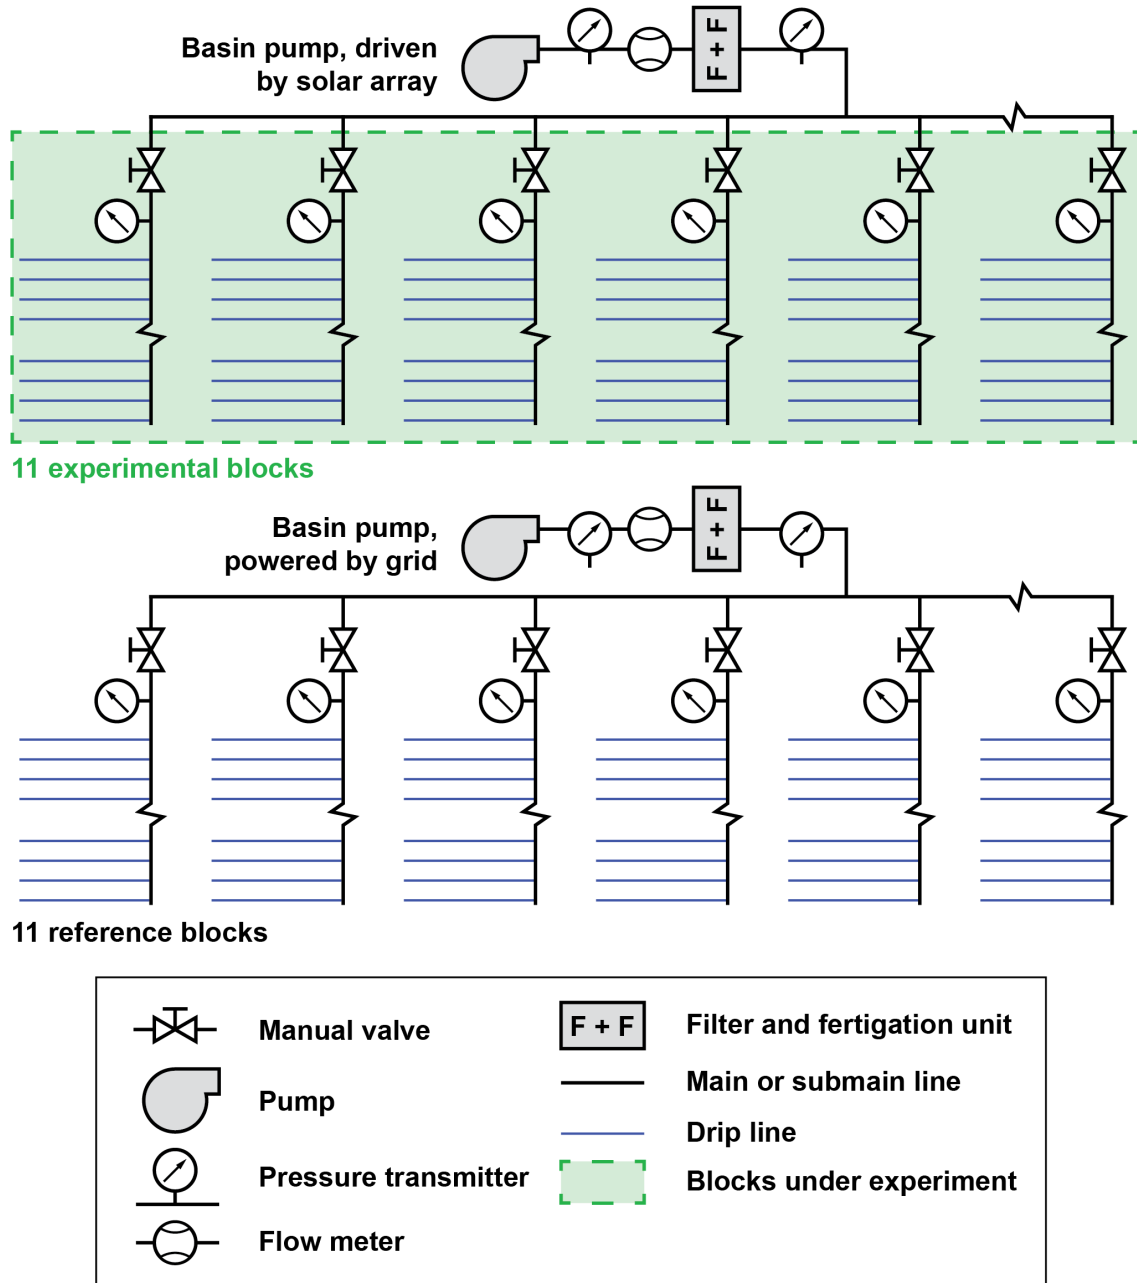 Basin pump, driven
by solar array
F + F
11 experimental blocks
Basin pump,
powered by grid
F + F
11 reference blocks
Manual valve
Pump
Pressure transmitter
Flow meter
F + F
Filter and fertigation unit
Main or submain line
Drip line
Blocks under experiment